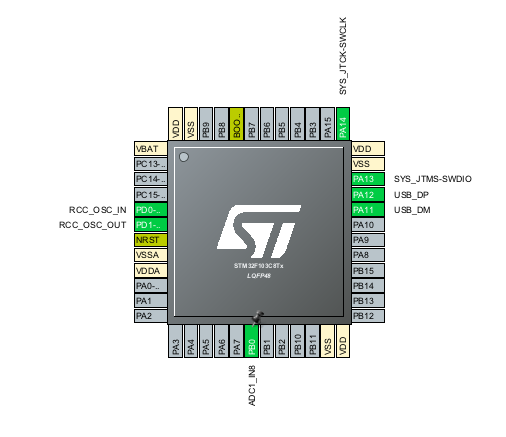 SYS_JTCK-SWCLK
VDD
VSS
PB9
PB8
BOO..
PB7
PB6
PB5
PB4
PB3
PA15
PA14
VBAT
PC13-..
PC14-..
PC15-..
RCC_OSC_IN PD0-..
RCC_OSC_OUT PD1-..
NRST
VSSA
VDDA
PA0-..
PA1
PA2
ST
STM32F103C8Tx
LQFP48
VDD
VSS
PA13 SYS_JTMS-SWDIO
PA12 USB_DP
PA11 USB_DM
PA10
PA9
PA8
PB15
PB14
PB13
PB12
PA3
PA4
PA5
PA6
PA7
PB0
PB1
PB2
PB10
PB11
VSS
VDD
ADC1_IN8